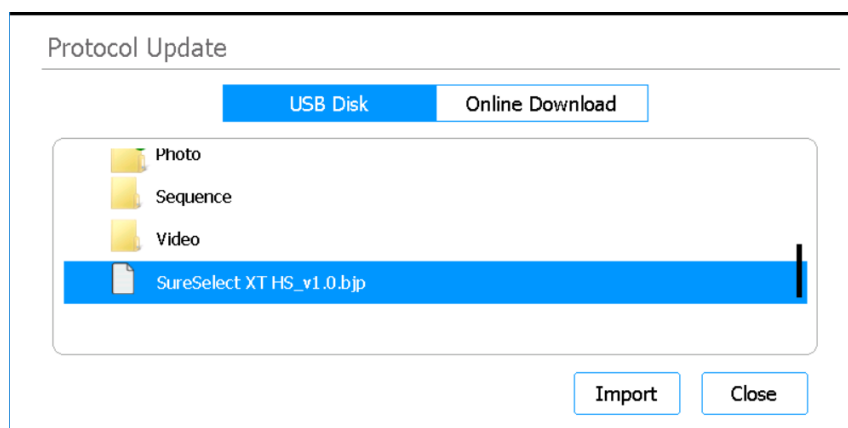 Protocol Update
USB Disk
Online Download
Photo
Sequence
Video
SureSelect XT HS_v1.0.bjp
Import
Close